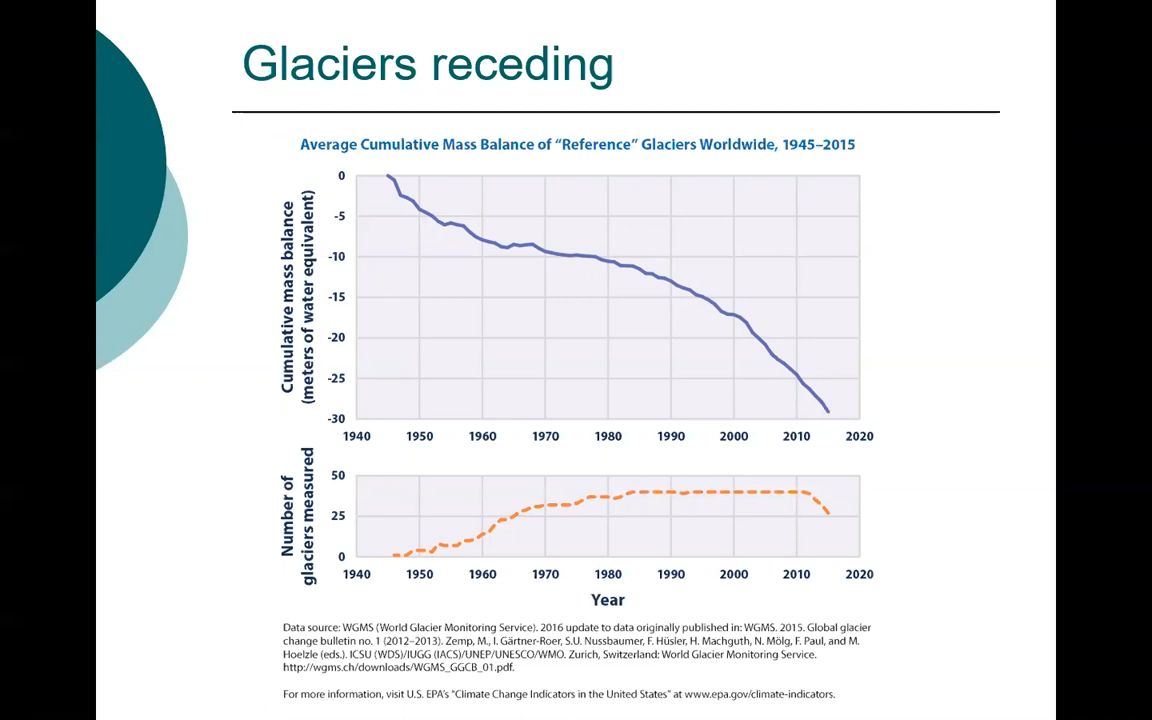 Glaciers receding
Average Cumulative Mass Balance of “Reference” Glaciers Worldwide, 1945–2015
Cumulative mass balance
(meters of water equivalent)
0
-5
-10
-15
-20
-25
-30
1940 1950 1960 1970 1980 1990 2000 2010 2020
Number of
glaciers measured
50
25
0
1940 1950 1960 1970 1980 1990 2000 2010 2020
Year
Data source: WGMS (World Glacier Monitoring Service). 2016 update to data originally published in: WGMS. 2015. Global glacier
change bulletin no. 1 (2012–2013). Zemp, M., I. Gärtner-Roer, S.U. Nussbaumer, F. Hüsler, H. Machguth, N. Mölg, F. Paul, and M.
Hoelzle (eds.). ICSU (WDS)/IUGG (IACS)/UNEP/UNESCO/WMO. Zurich, Switzerland: World Glacier Monitoring Service.
http://wgms.ch/downloads/WGMS_GGCB_01.pdf.
For more information, visit U.S. EPA’s “Climate Change Indicators in the United States” at www.epa.gov/climate-indicators.